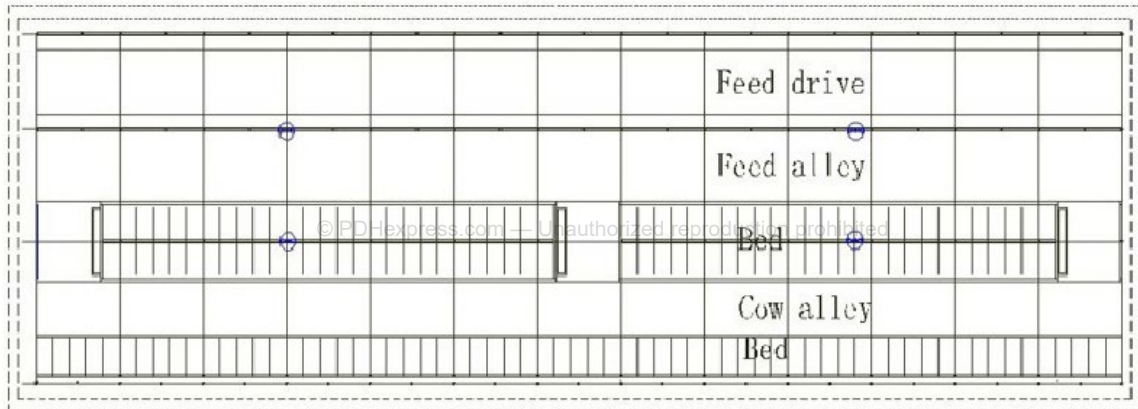 Feed drive
Feed alley
© PDHexpress.com — Unauthorized reproduction prohibited
Bed
Cow alley
Bed